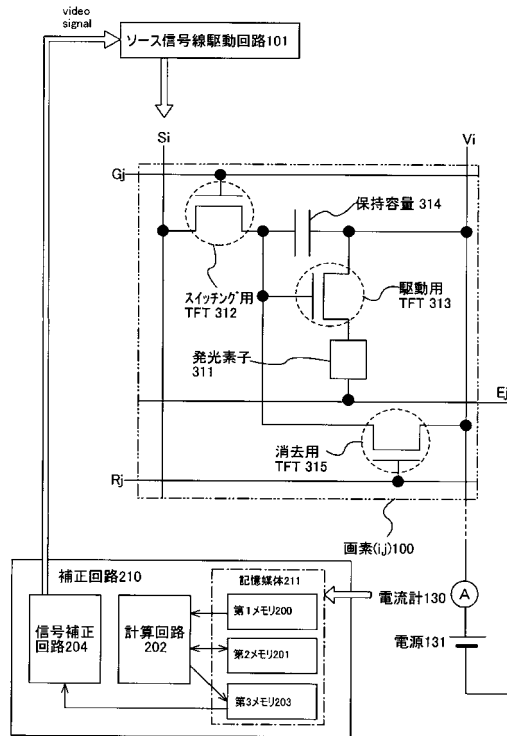 video
signal
ソース信号線駆動回路101
Si
Vi
Gj
保持容量 314
スイッチング用
TFT 312
駆動用
TFT 313
発光素子
311
Ej
消去用
TFT 315
Rj
画素(i,j)100
補正回路210
記憶媒体211
電流計130
A
信号補正
回路204
計算回路
202
第1メモリ200
第2メモリ201
第3メモリ203
電源131